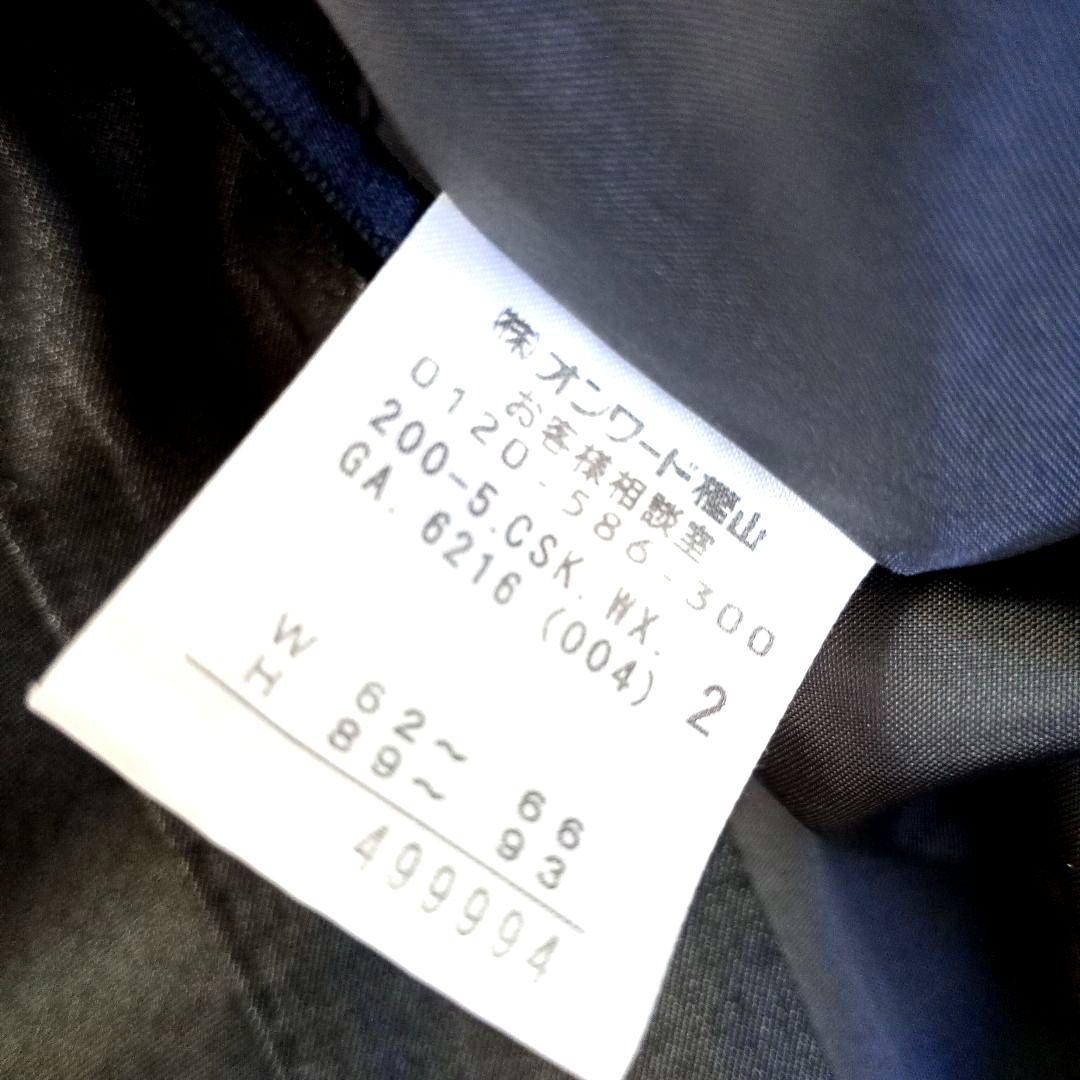 ㈱オンワード樫山
お客様相談室
0120-586-300
200-5.CSK.WX.
GA.6216(004) 2
W 62～66
H 89～93
499994